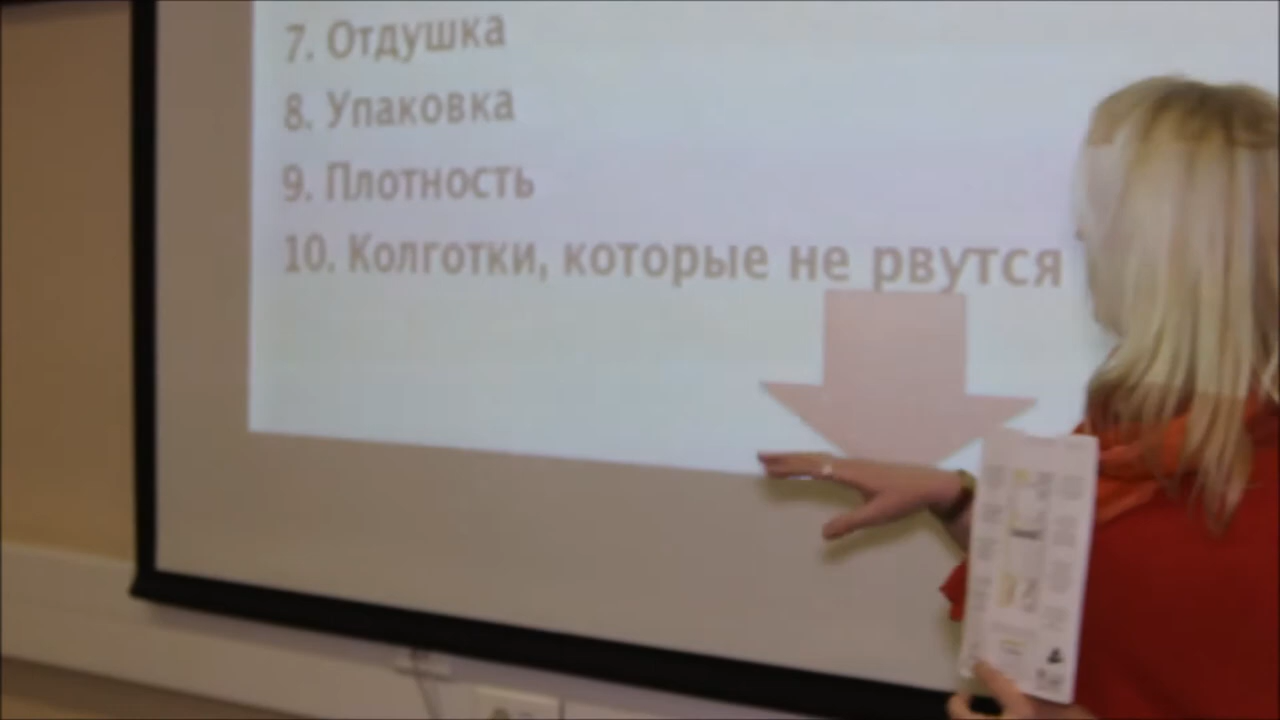 7. Отдушка
8. Упаковка
9. Плотность
10. Колготки, которые не рвутся